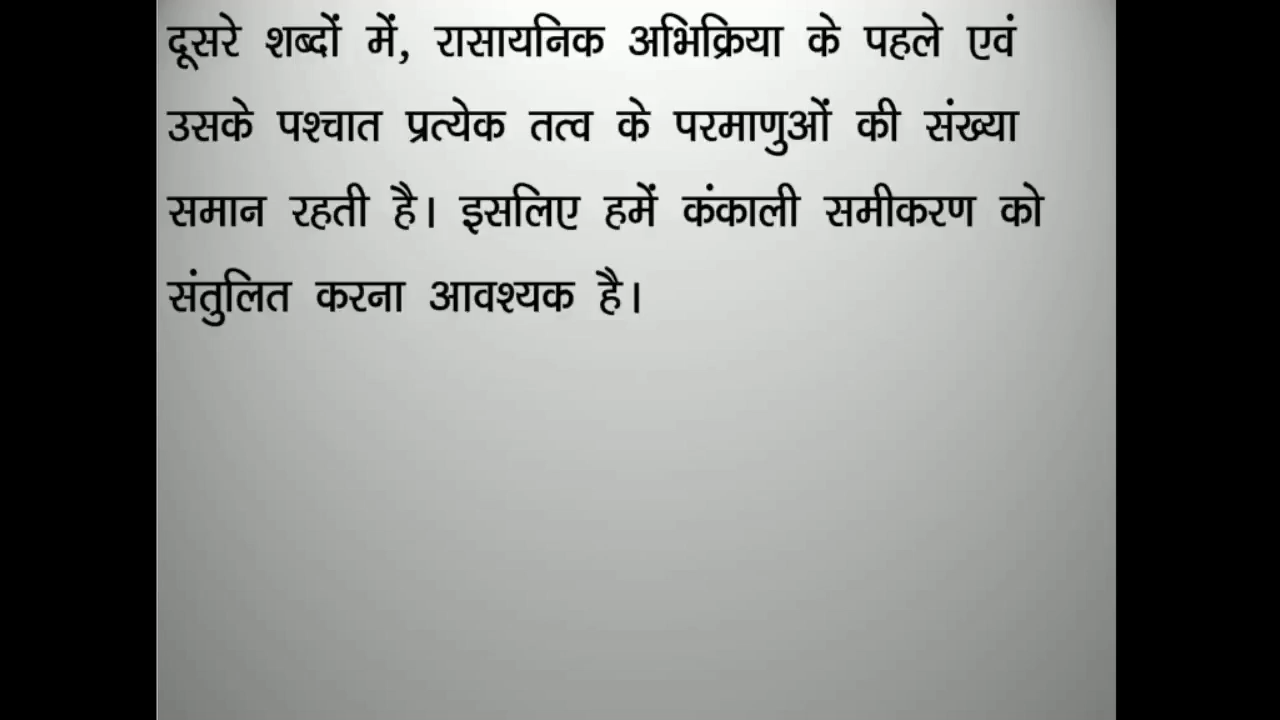 दूसरे शब्दों में, रासायनिक अभिक्रिया के पहले एवं
उसके पश्चात प्रत्येक तत्व के परमाणुओं की संख्या
समान रहती है। इसलिए हमें कंकाली समीकरण को
संतुलित करना आवश्यक है।